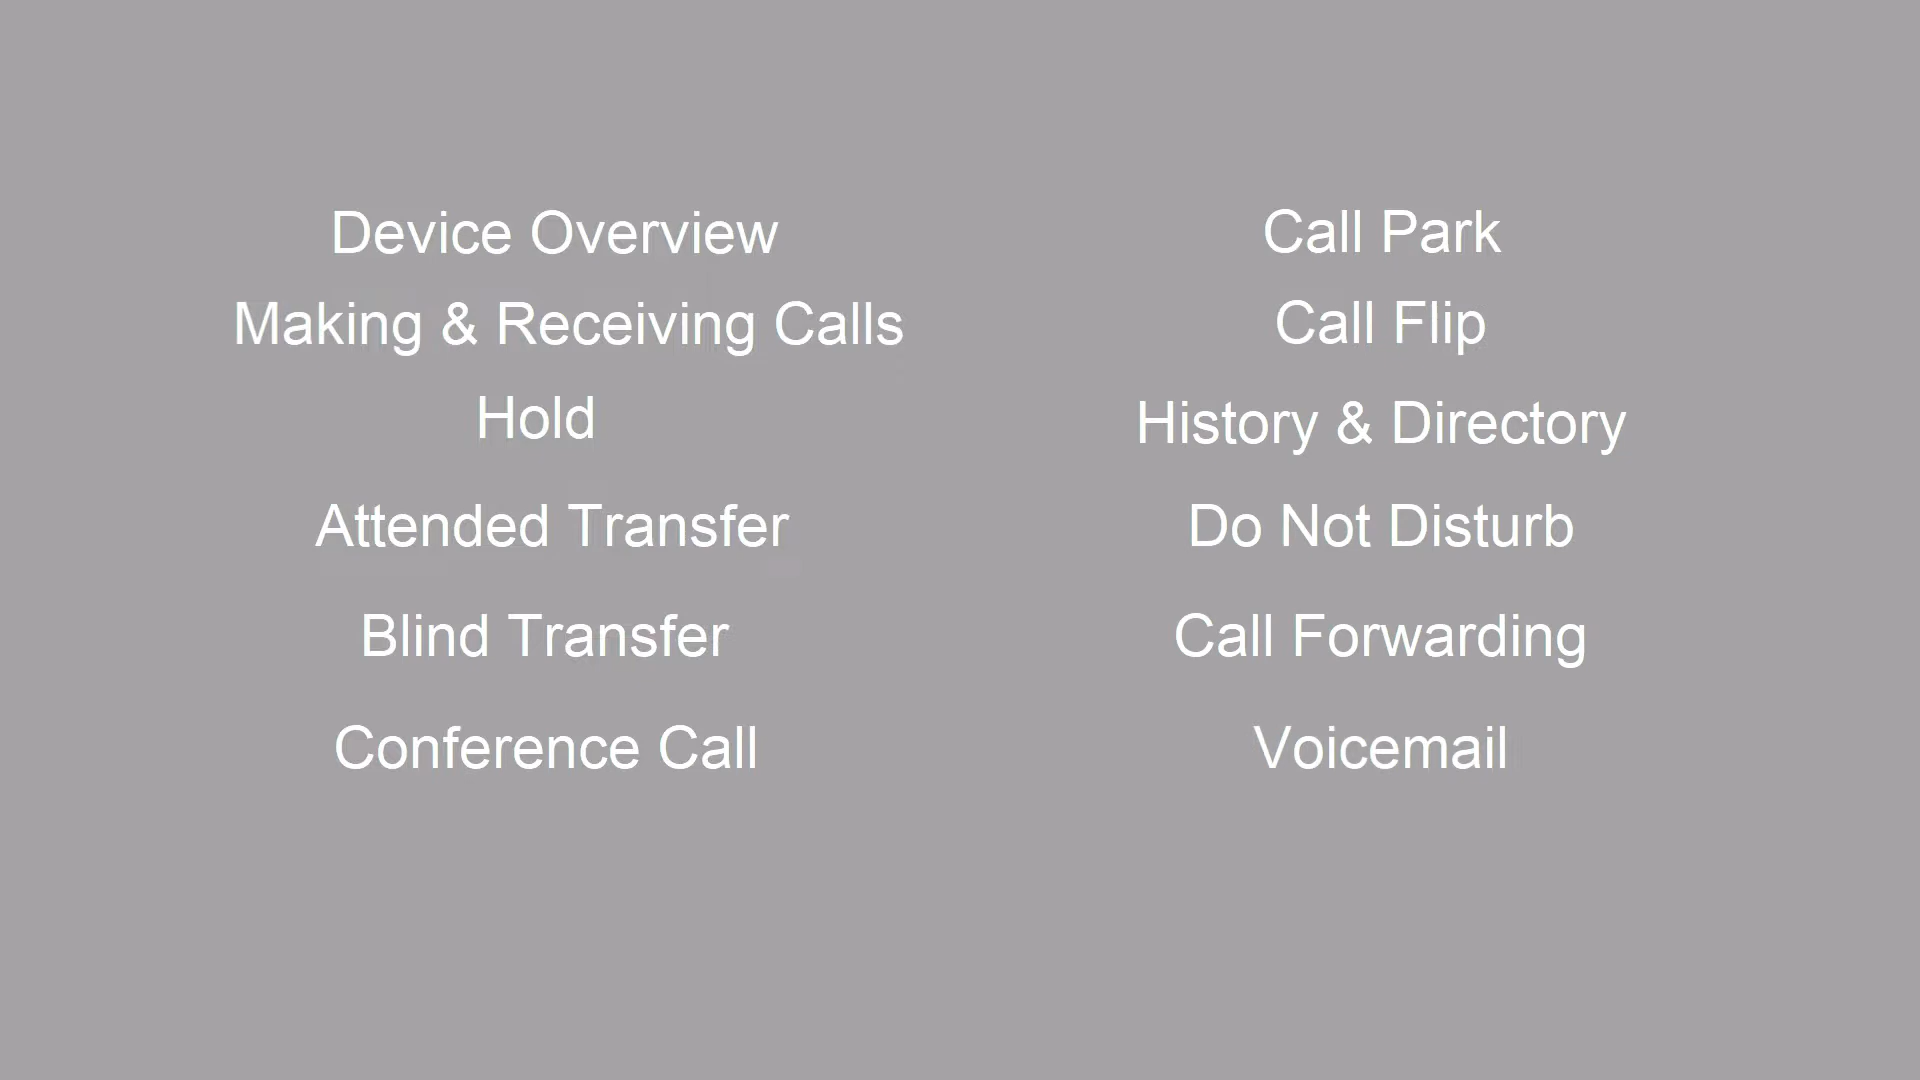 Device Overview
Making & Receiving Calls
Hold
Attended Transfer
Blind Transfer
Conference Call
Call Park
Call Flip
History & Directory
Do Not Disturb
Call Forwarding
Voicemail